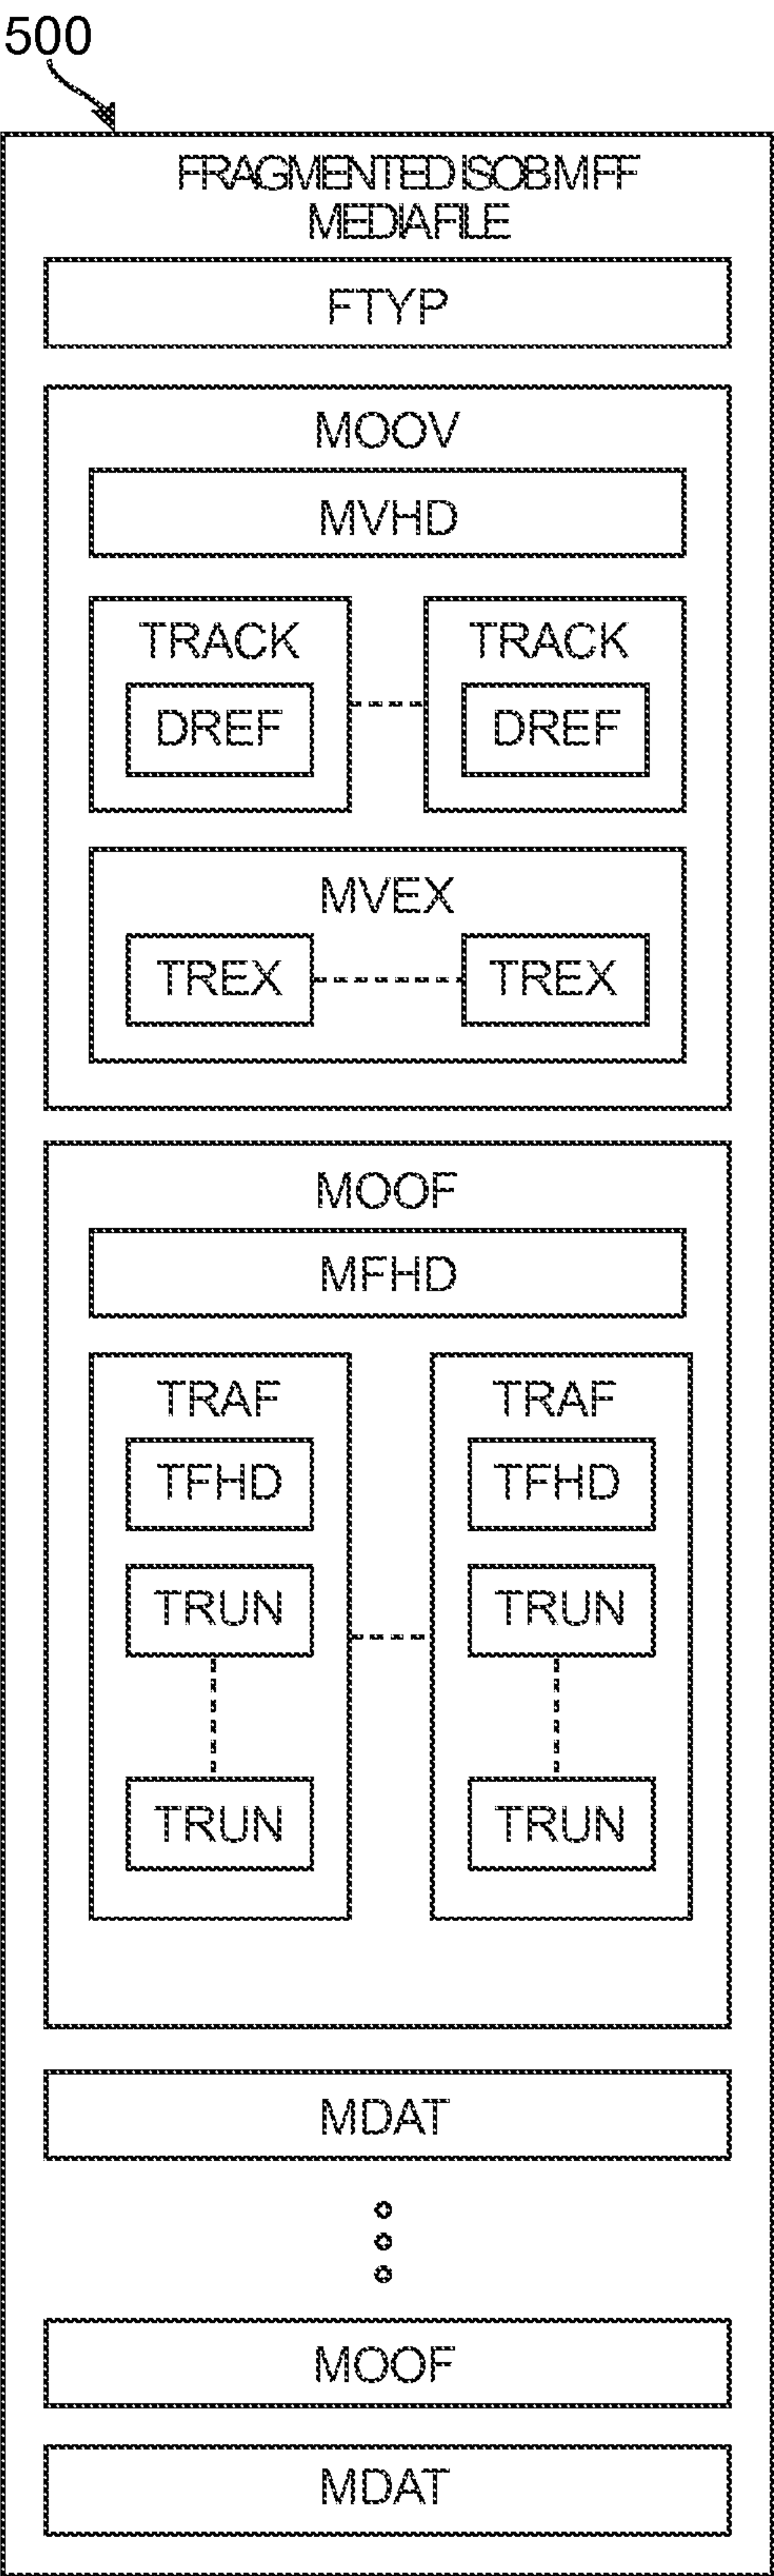 500
FRAGMENTED ISOBMFF
MEDIA FILE
FTYP
MOOV
MVHD
TRACK TRACK
DREF DREF
MVEX
TREX TREX
MOOF
MFHD
TRAF TRAF
TFHD TFHD
TRUN TRUN
TRUN TRUN
MDAT
MOOF
MDAT